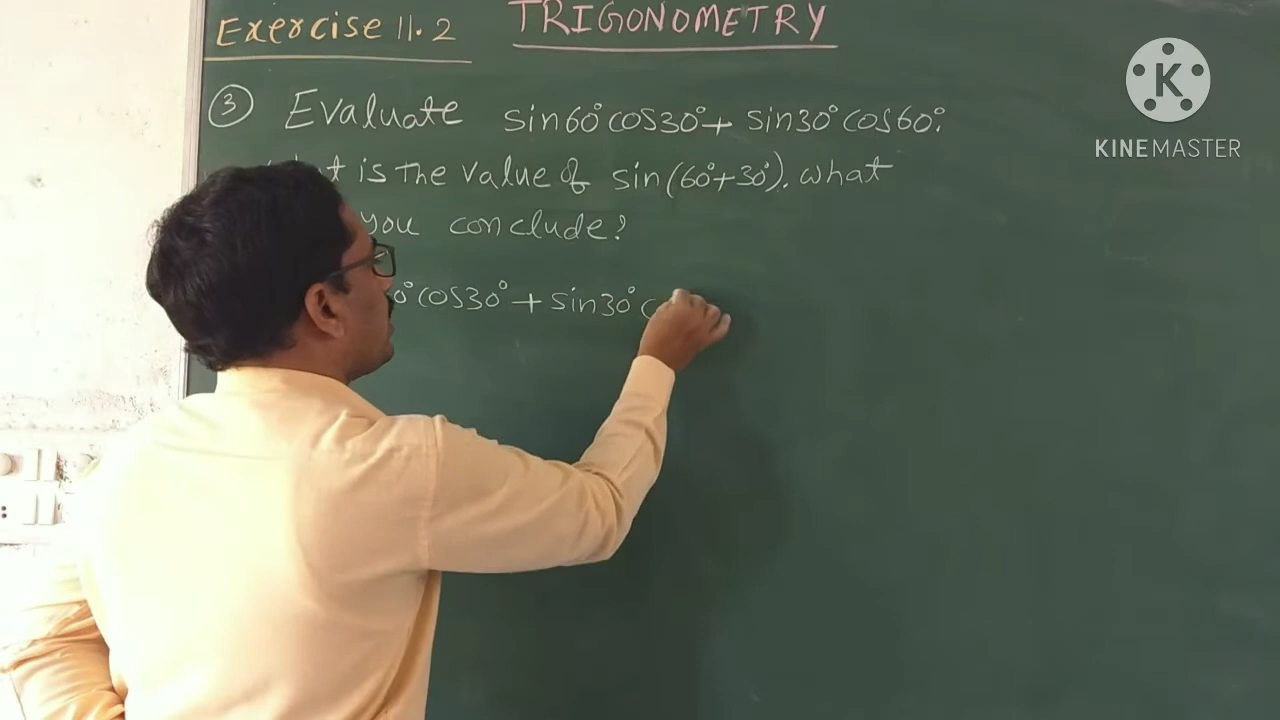 Exercise 11.2 TRIGONOMETRY
③ Evaluate sin60° cos30° + sin30° cos60°.
is the value of sin(60°+30°). what
you conclude?
0° cos30° + sin30° c
KINEMASTER